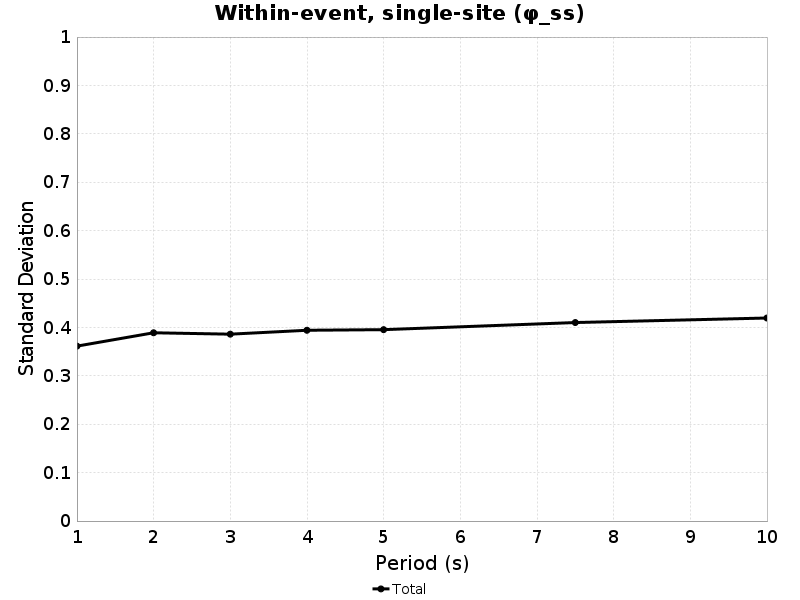 Within-event, single-site (φ_ss)
1
0.9
0.8
0.7
0.6
0.5
0.4
0.3
0.2
0.1
0
Standard Deviation
1 2 3 4 5 6 7 8 9 10
Period (s)
Total